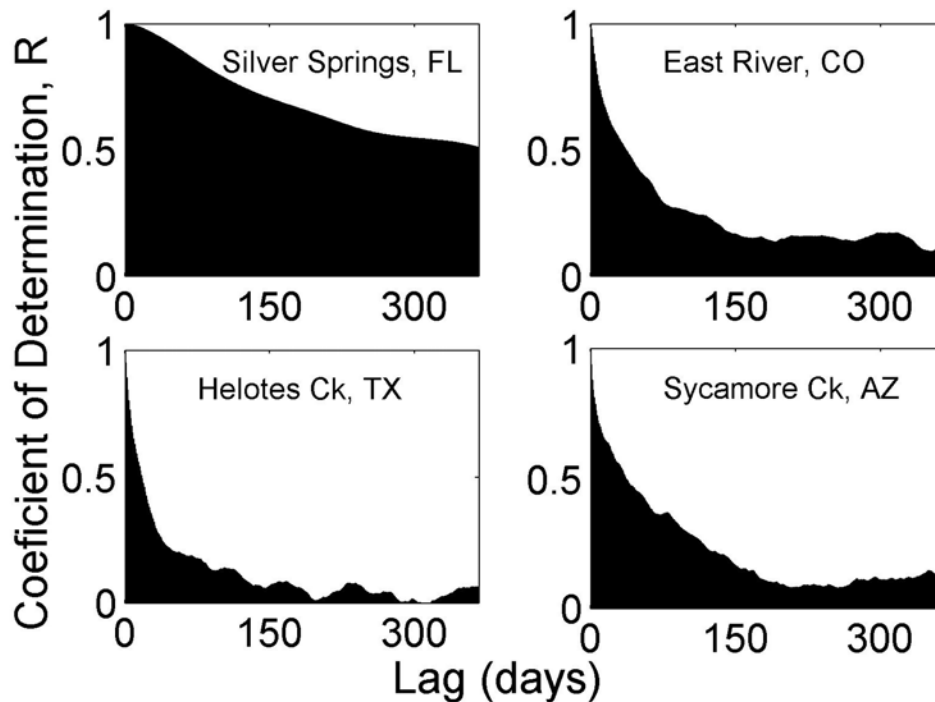 Coeficient of Determination, R
1
0.5
0
0 150 300
Silver Springs, FL
1
0.5
0
0 150 300
East River, CO
1
0.5
0
0 150 300
Helotes Ck, TX
1
0.5
0
0 150 300
Sycamore Ck, AZ
Lag (days)